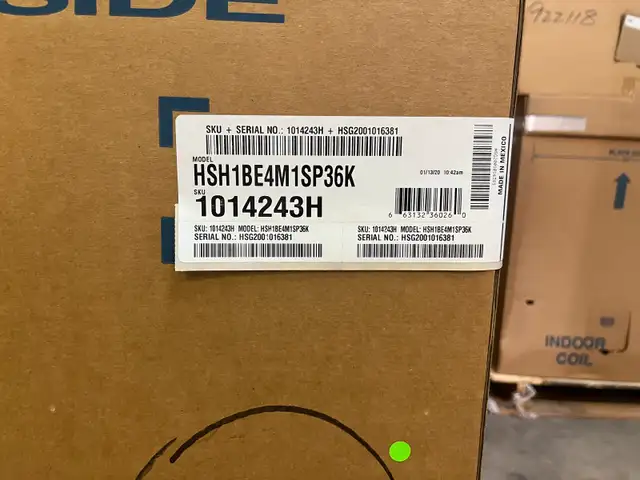 SIDE
922118
SKU + SERIAL NO.: 1014243H + HSG2001016381
MODEL
HSH1BE4M1SP36K
01/13/20 10:42am
SKU
1014243H
6 63132 36026 0
MADE IN MEXICO
SKU: 1014243H MODEL: HSH1BE4M1SP36K
SERIAL NO.: HSG2001016381
SKU: 1014243H MODEL: HSH1BE4M1SP36K
SERIAL NO.: HSG2001016381
INDOOR
COIL